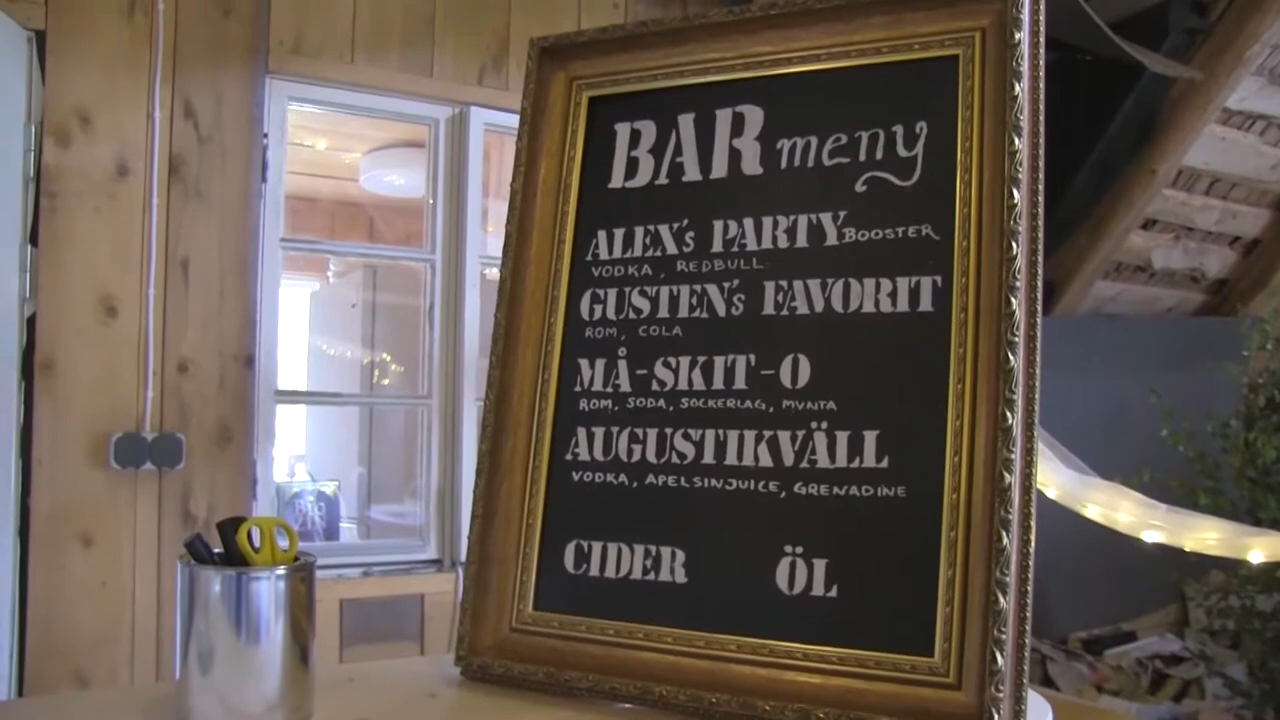 BAR meny
ALEX's PARTY BOOSTER
VODKA, REDBULL
GUSTEN's FAVORIT
ROM, COLA
MÅ-SKIT-O
ROM, SODA, SOCKERLAG, MYNTA
AUGUSTIKVÄLL
VODKA, APELSINJUICE, GRENADINE
CIDER ÖL